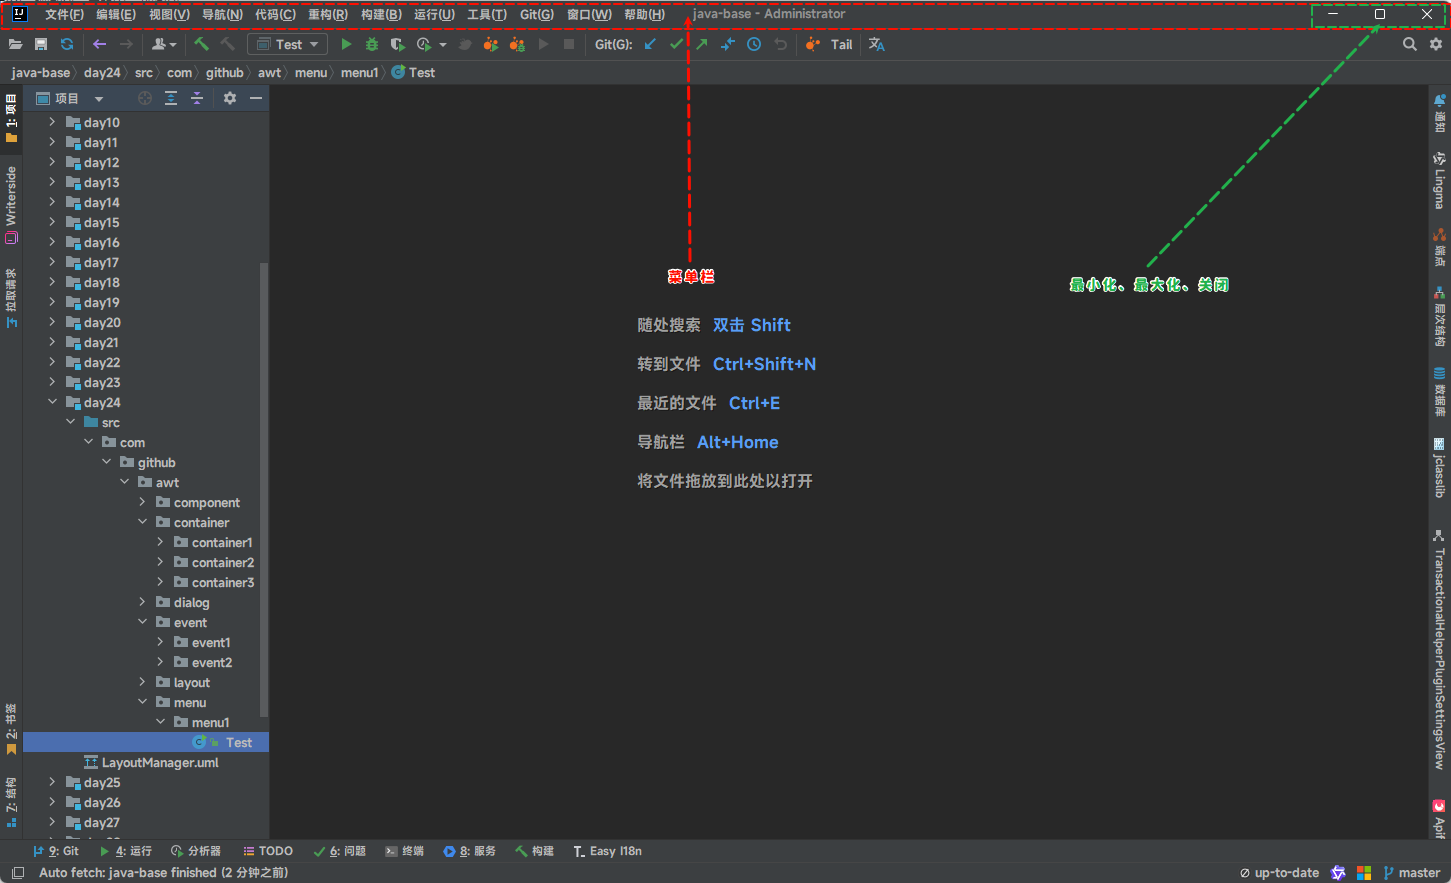 文件(F) 编辑(E) 视图(V) 导航(N) 代码(C) 重构(R) 构建(B) 运行(U) 工具(T) Git(G) 窗口(W) 帮助(H) java-base - Administrator
Test Git(G): Tail
java-base day24 src com github awt menu menu1 Test
1: 项目
Writerside
拉取请求
2: 书签
7: 结构
项目
day10
day11
day12
day13
day14
day15
day16
day17
day18
day19
day20
day21
day22
day23
day24
src
com
github
awt
component
container
container1
container2
container3
dialog
event
event1
event2
layout
menu
menu1
Test
LayoutManager.uml
day25
day26
day27
菜单栏
最小化、最大化、关闭
随处搜索 双击 Shift
转到文件 Ctrl+Shift+N
最近的文件 Ctrl+E
导航栏 Alt+Home
将文件拖放到此处以打开
通知
Lingma
端点
层次结构
数据库
jclasslib
TransactionalHelperPluginSettingsView
9: Git 4: 运行 分析器 TODO 6: 问题 终端 8: 服务 构建 Easy I18n
Auto fetch: java-base finished (2 分钟之前) up-to-date master